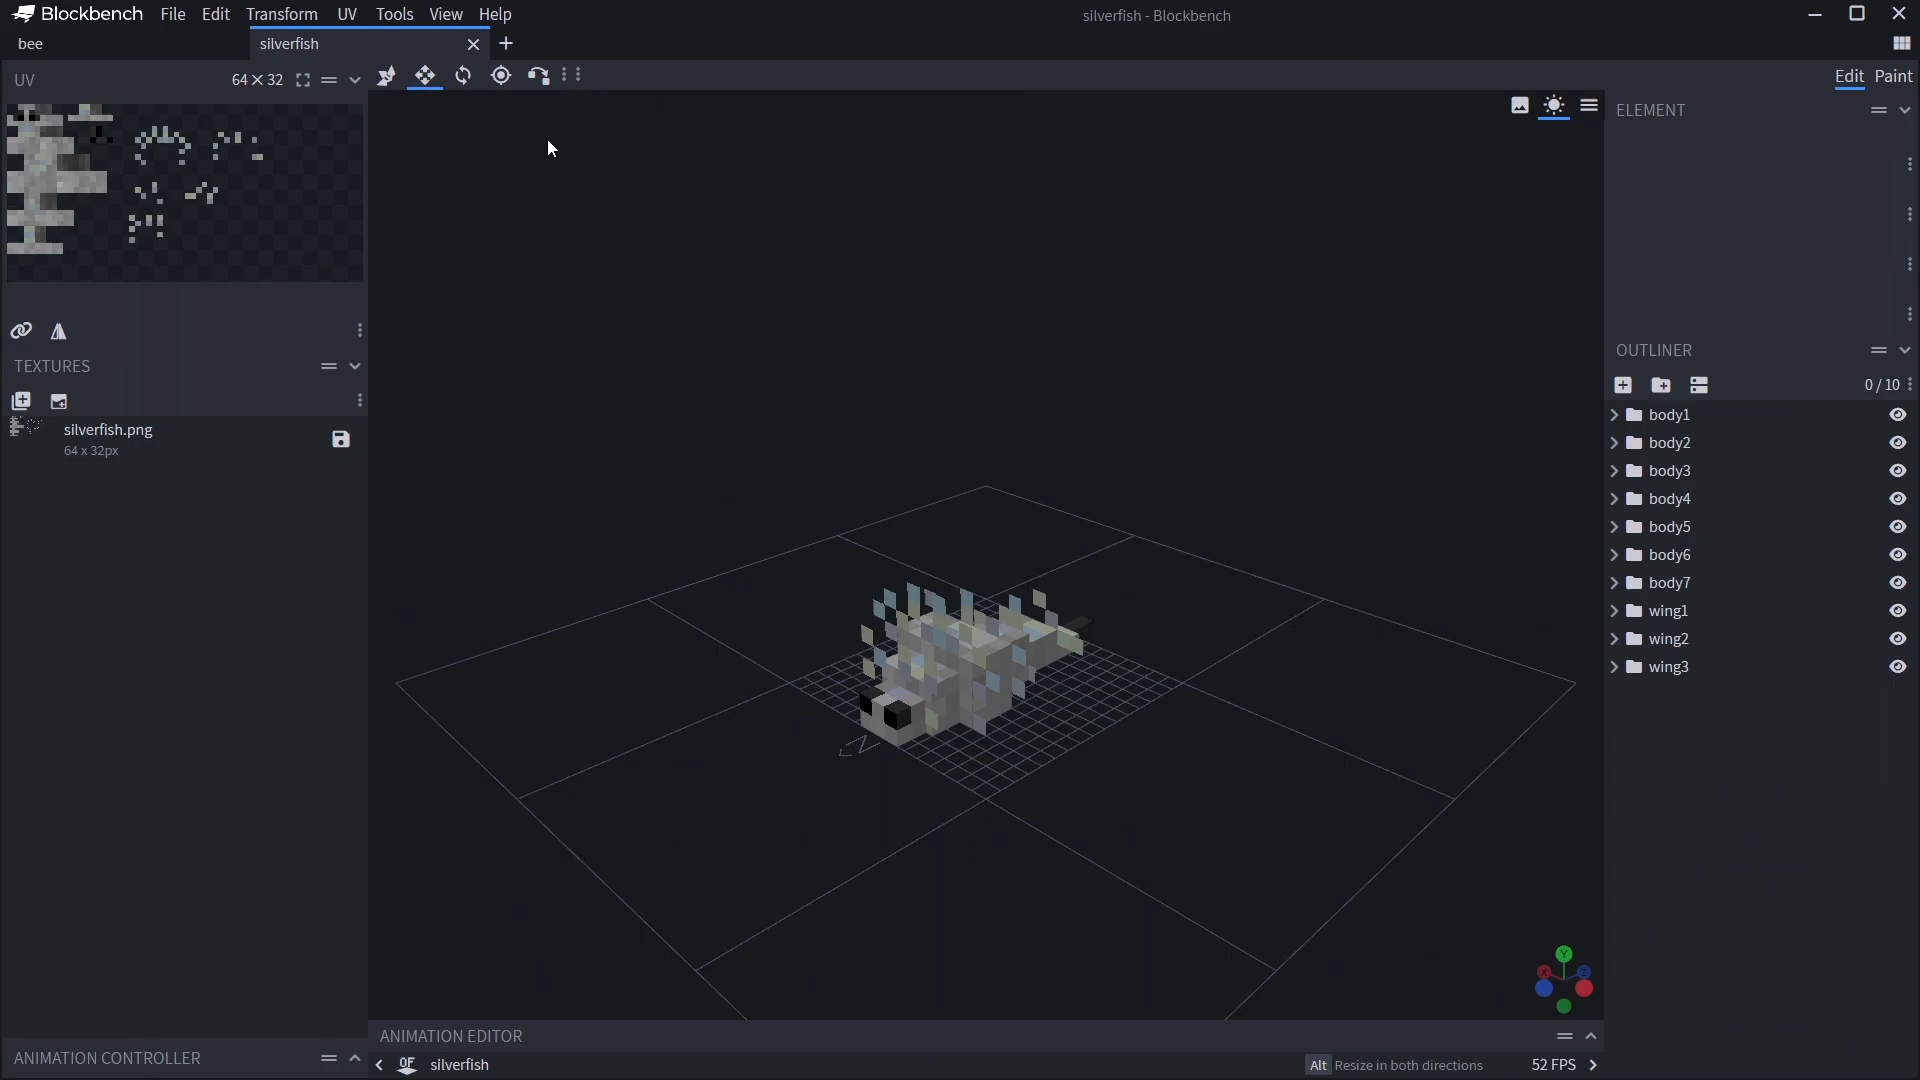 Blockbench File Edit Transform UV Tools View Help
silverfish - Blockbench
bee
silverfish
UV
64 × 32
Edit Paint
ELEMENT
TEXTURES
silverfish.png
64 x 32px
OUTLINER
0 / 10
body1
body2
body3
body4
body5
body6
body7
wing1
wing2
wing3
Y
X
Z
ANIMATION EDITOR
ANIMATION CONTROLLER
OF silverfish
Alt Resize in both directions
52 FPS